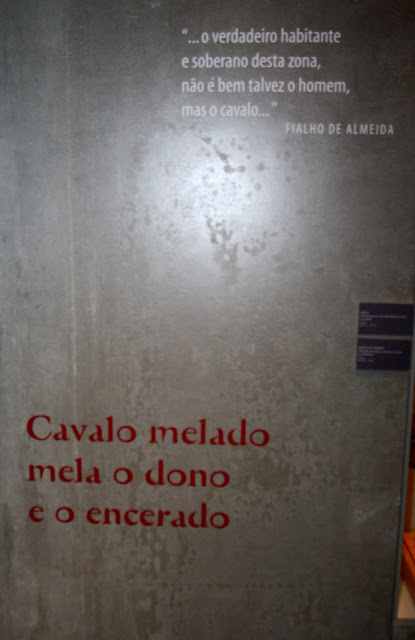 “... o verdadeiro habitante
e soberano desta zona,
não é bem talvez o homem,
mas o cavalo...”
FIALHO DE ALMEIDA
Cavalo melado
mela o dono
e o encerado